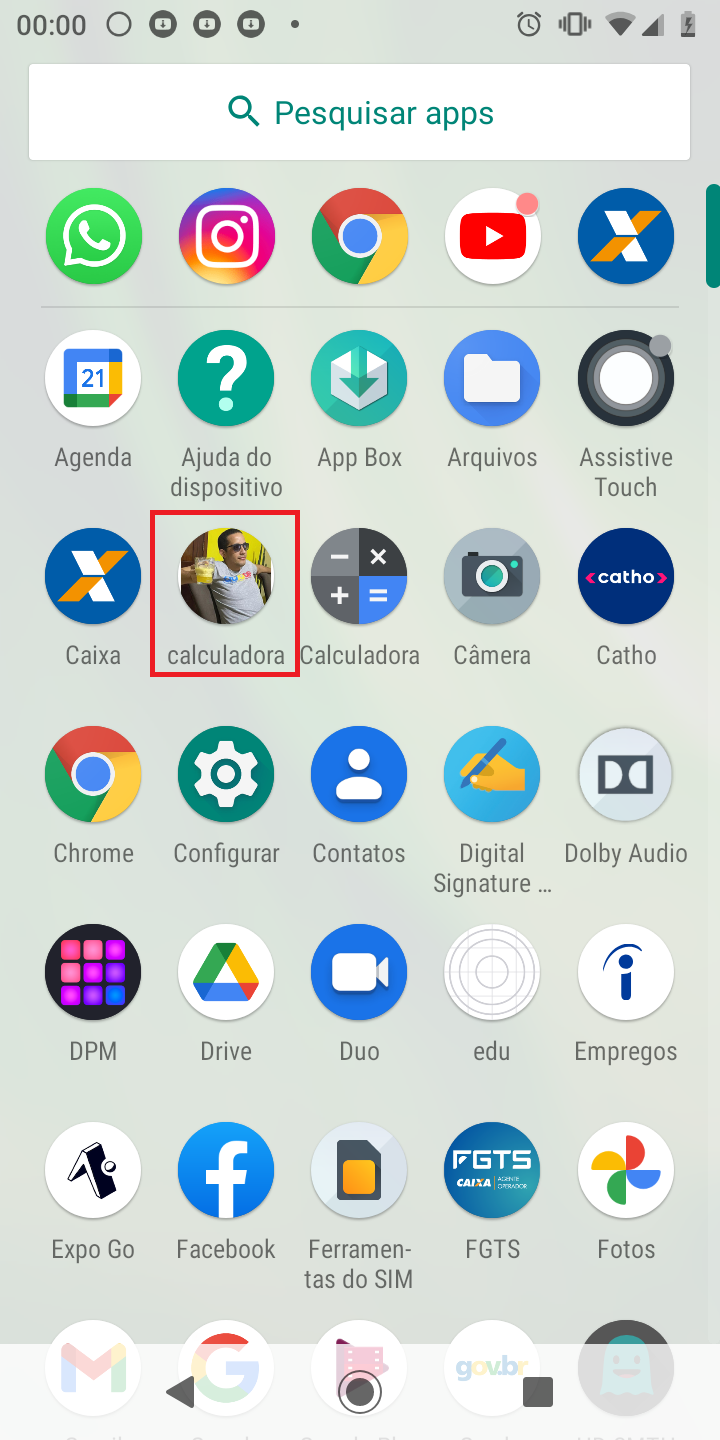 00:00
Pesquisar apps
21
Agenda
Ajuda do
dispositivo
App Box
Arquivos
Assistive
Touch
‹catho›
Caixa
calculadora
Calculadora
Câmera
Catho
Chrome
Configurar
Contatos
Digital
Signature ...
Dolby Audio
DPM
Drive
Duo
edu
Empregos
FGTS
CAIXA
AGENTE
OPERADOR
Expo Go
Facebook
Ferramen-
tas do SIM
FGTS
Fotos
gov.br